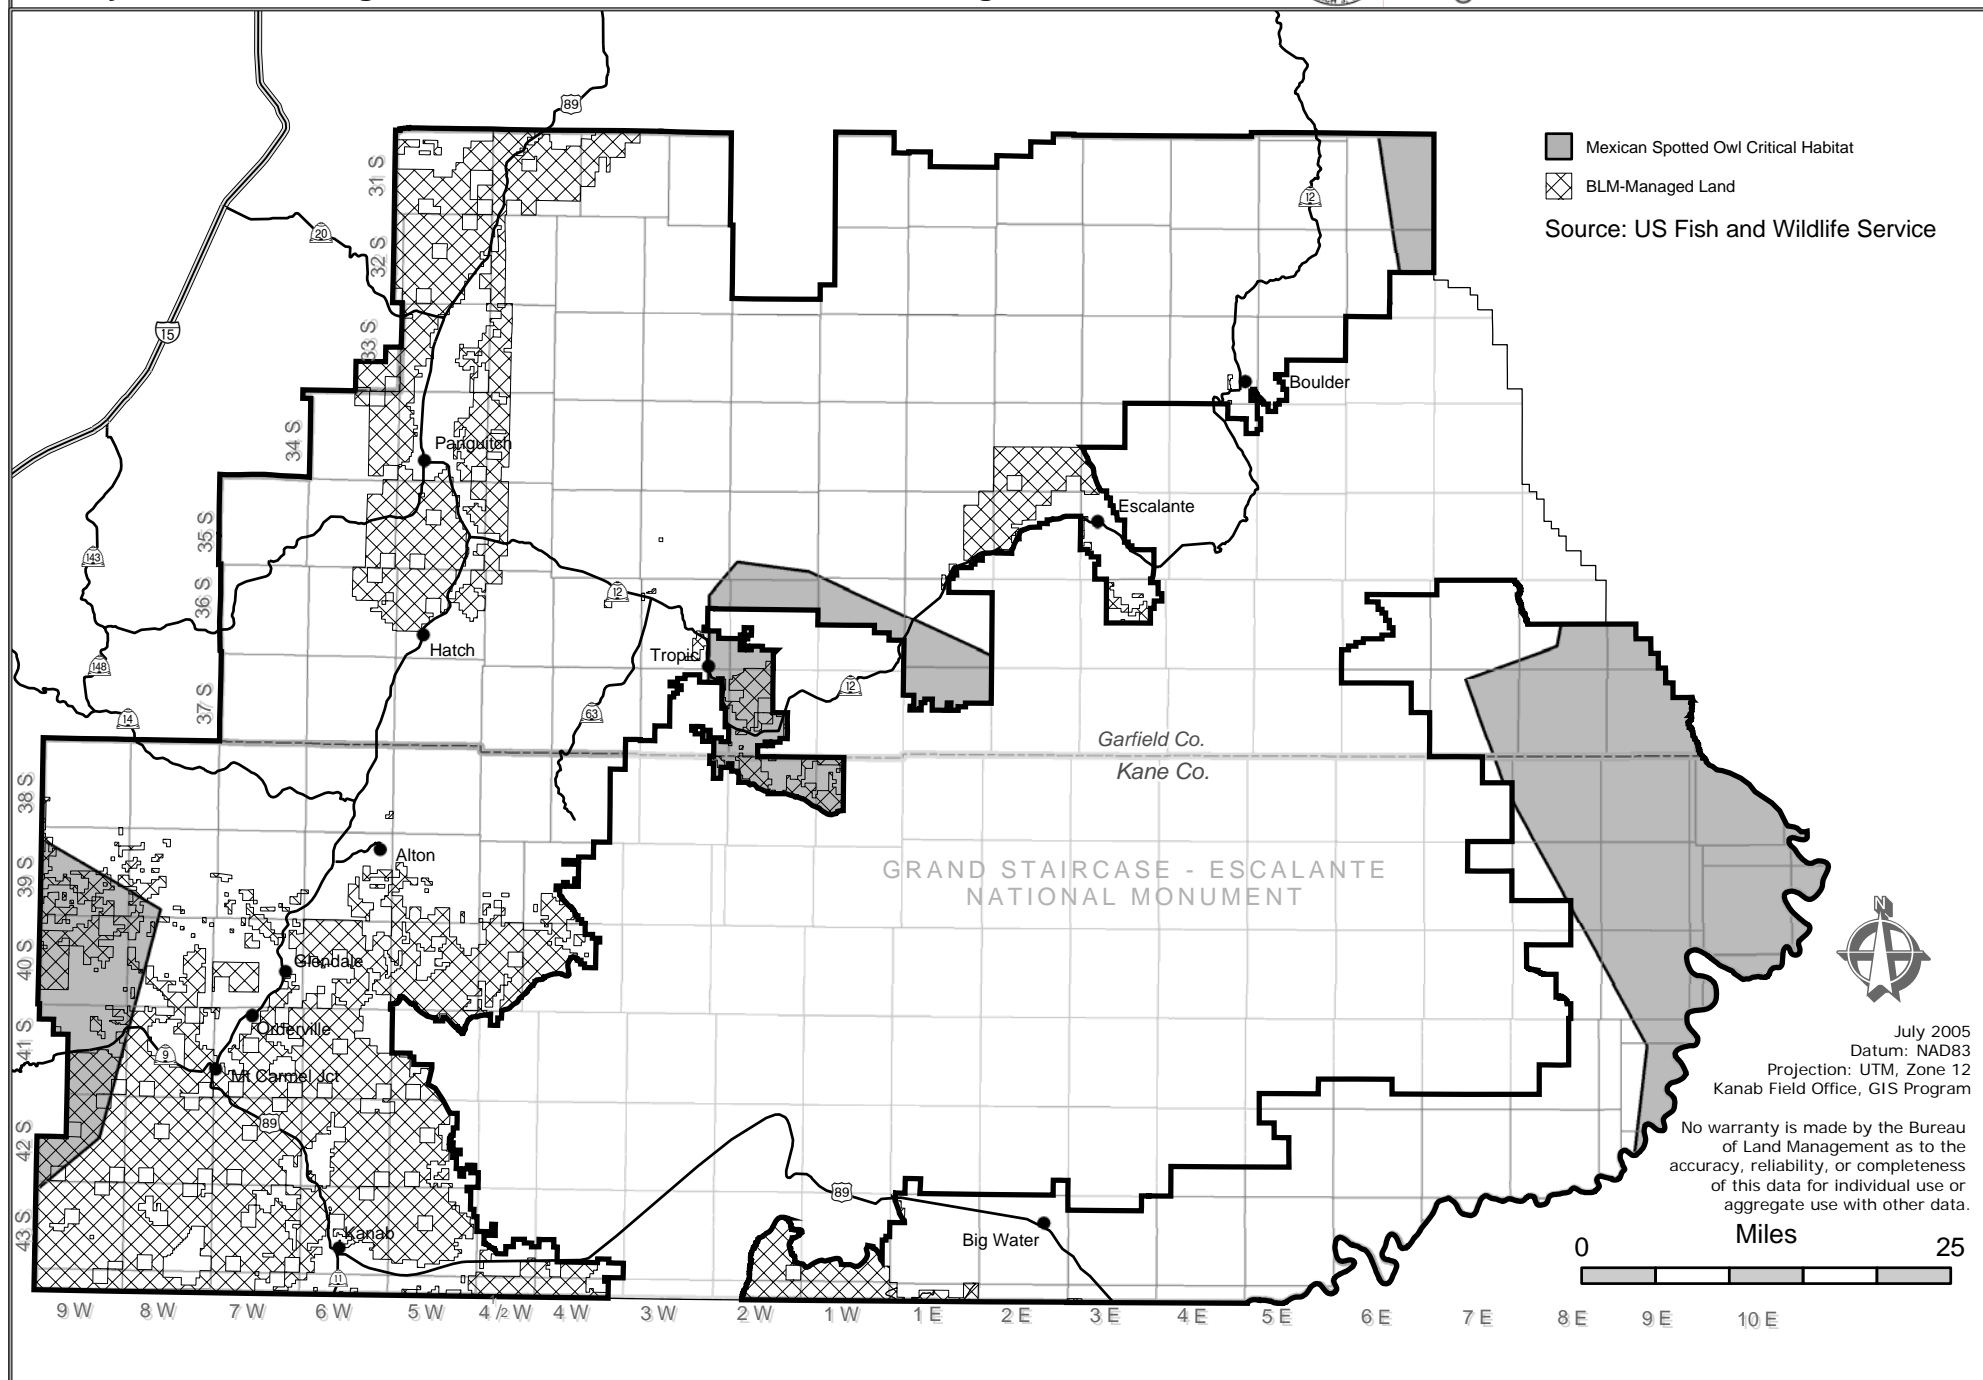 89
31 S
Mexican Spotted Owl Critical Habitat
BLM-Managed Land
Source: US Fish and Wildlife Service
12
20
32 S
15
33 S
Boulder
34 S
Panguitch
Escalante
35 S
143
36 S
12
Hatch
Tropic
148
12
37 S
14
63
Garfield Co.
Kane Co.
38 S
Alton
39 S
GRAND STAIRCASE - ESCALANTE
NATIONAL MONUMENT
N
40 S
Glendale
41 S
Orderville
9
Mt Carmel Jct
July 2005
Datum: NAD83
Projection: UTM, Zone 12
Kanab Field Office, GIS Program
89
42 S
No warranty is made by the Bureau
of Land Management as to the
accuracy, reliability, or completeness
of this data for individual use or
aggregate use with other data.
89
43 S
Kanab
Big Water
Miles
0 25
11
9 W 8 W 7 W 6 W 5 W 4 1/2 W 4 W 3 W 2 W 1 W 1 E 2 E 3 E 4 E 5 E 6 E 7 E 8 E 9 E 10 E